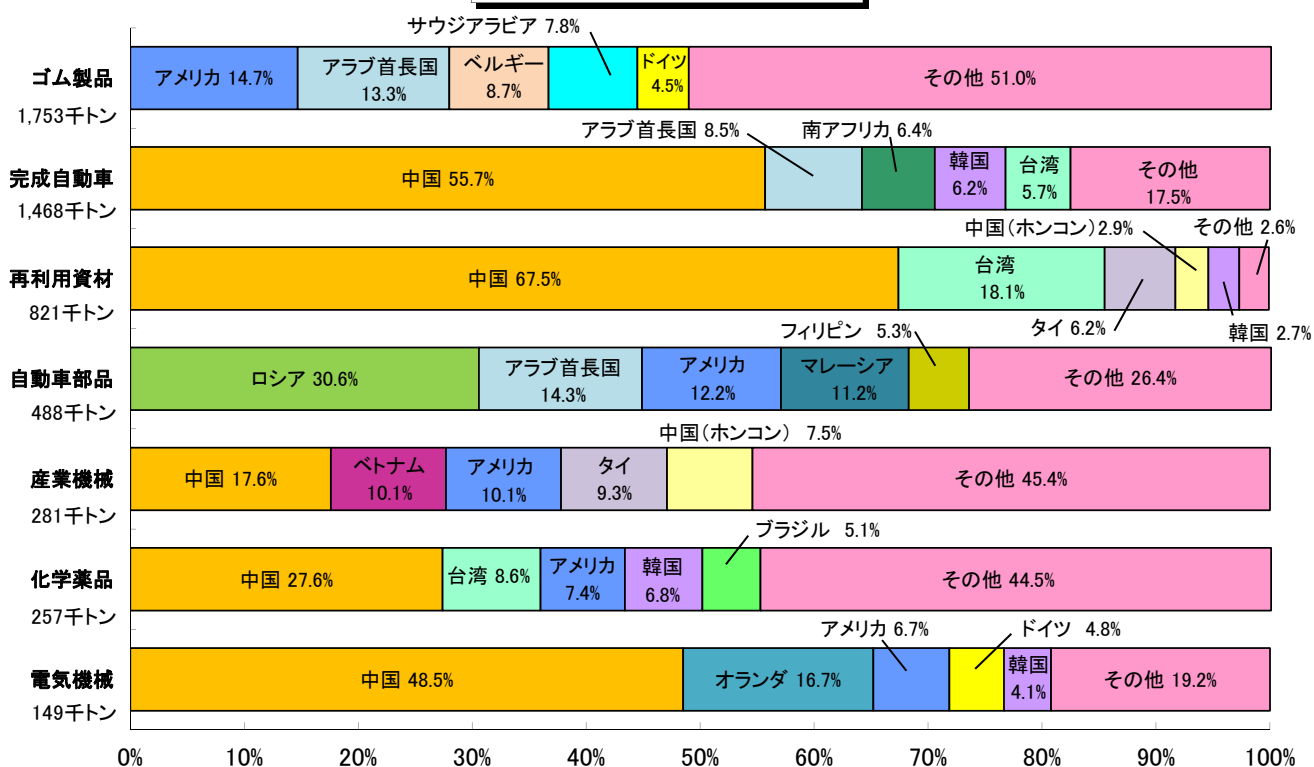 サウジアラビア 7.8%
ゴム製品
1,753千トン
アメリカ 14.7%
アラブ首長国
13.3%
ベルギー
8.7%
ドイツ
4.5%
その他 51.0%
アラブ首長国 8.5%
南アフリカ 6.4%
完成自動車
1,468千トン
中国 55.7%
韓国
6.2%
台湾
5.7%
その他
17.5%
中国(ホンコン)2.9%
その他 2.6%
再利用資材
821千トン
中国 67.5%
台湾
18.1%
タイ 6.2%
韓国 2.7%
フィリピン 5.3%
自動車部品
488千トン
ロシア 30.6%
アラブ首長国
14.3%
アメリカ
12.2%
マレーシア
11.2%
その他 26.4%
中国(ホンコン) 7.5%
産業機械
281千トン
中国 17.6%
ベトナム
10.1%
アメリカ
10.1%
タイ
9.3%
その他 45.4%
ブラジル 5.1%
化学薬品
257千トン
中国 27.6%
台湾 8.6%
アメリカ
7.4%
韓国
6.8%
その他 44.5%
アメリカ 6.7%
ドイツ 4.8%
電気機械
149千トン
中国 48.5%
オランダ 16.7%
韓国
4.1%
その他 19.2%
0% 10% 20% 30% 40% 50% 60% 70% 80% 90% 100%